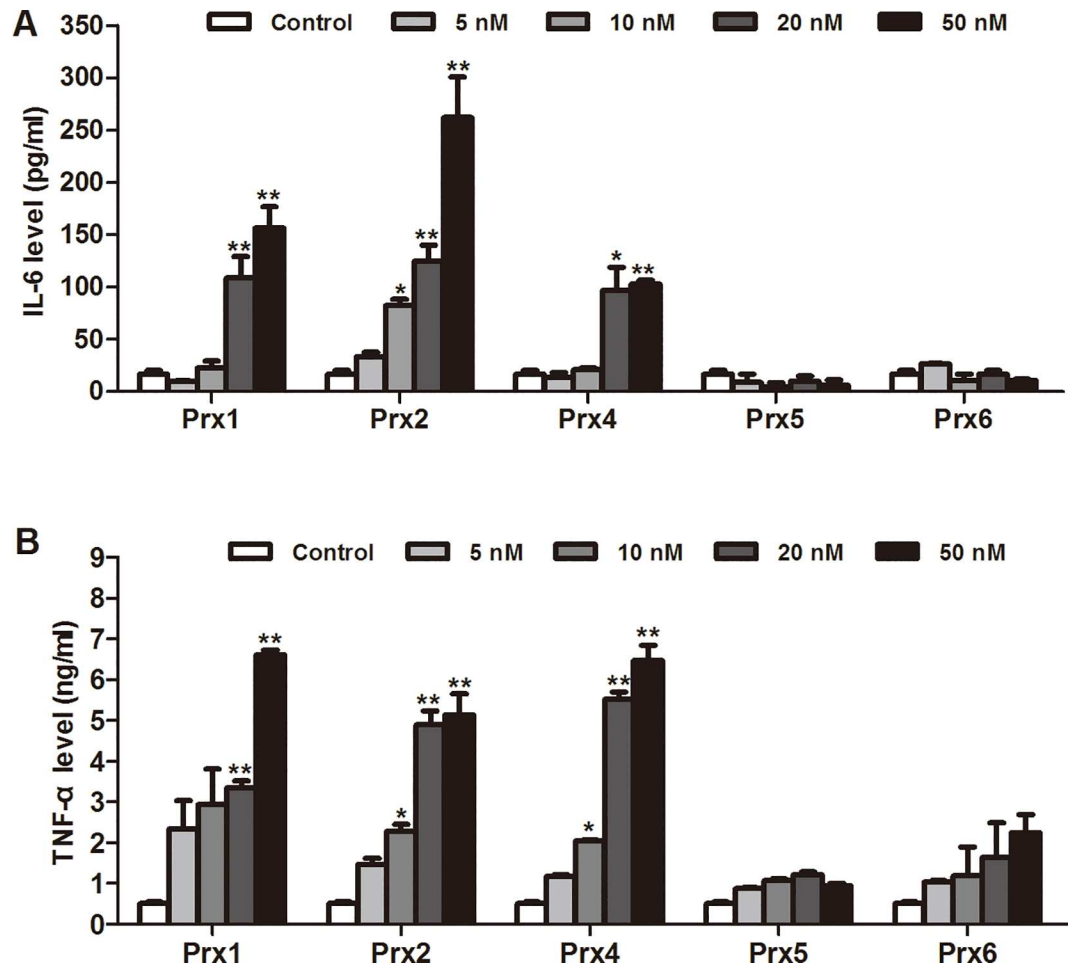 A
Control 5 nM 10 nM 20 nM 50 nM
IL-6 level (pg/ml)
350
300
250
200
150
100
50
0
** ** * ** ** * **
Prx1 Prx2 Prx4 Prx5 Prx6
B
Control 5 nM 10 nM 20 nM 50 nM
TNF-α level (ng/ml)
9
8
7
6
5
4
3
2
1
0
** ** * ** ** * ** **
Prx1 Prx2 Prx4 Prx5 Prx6